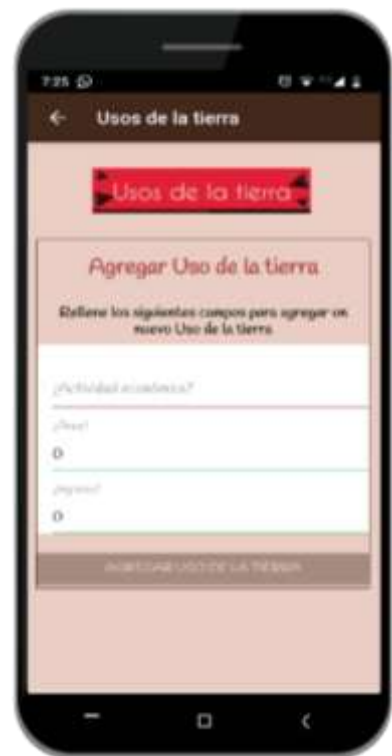 7:25
Usos de la tierra
Usos de la tierra
Agregar Uso de la tierra
Rellene los siguientes campos para agregar un
nuevo Uso de la tierra
¿Actividad económica?
¿Área?
0
¿Ingreso?
0
AGREGAR USO DE LA TIERRA